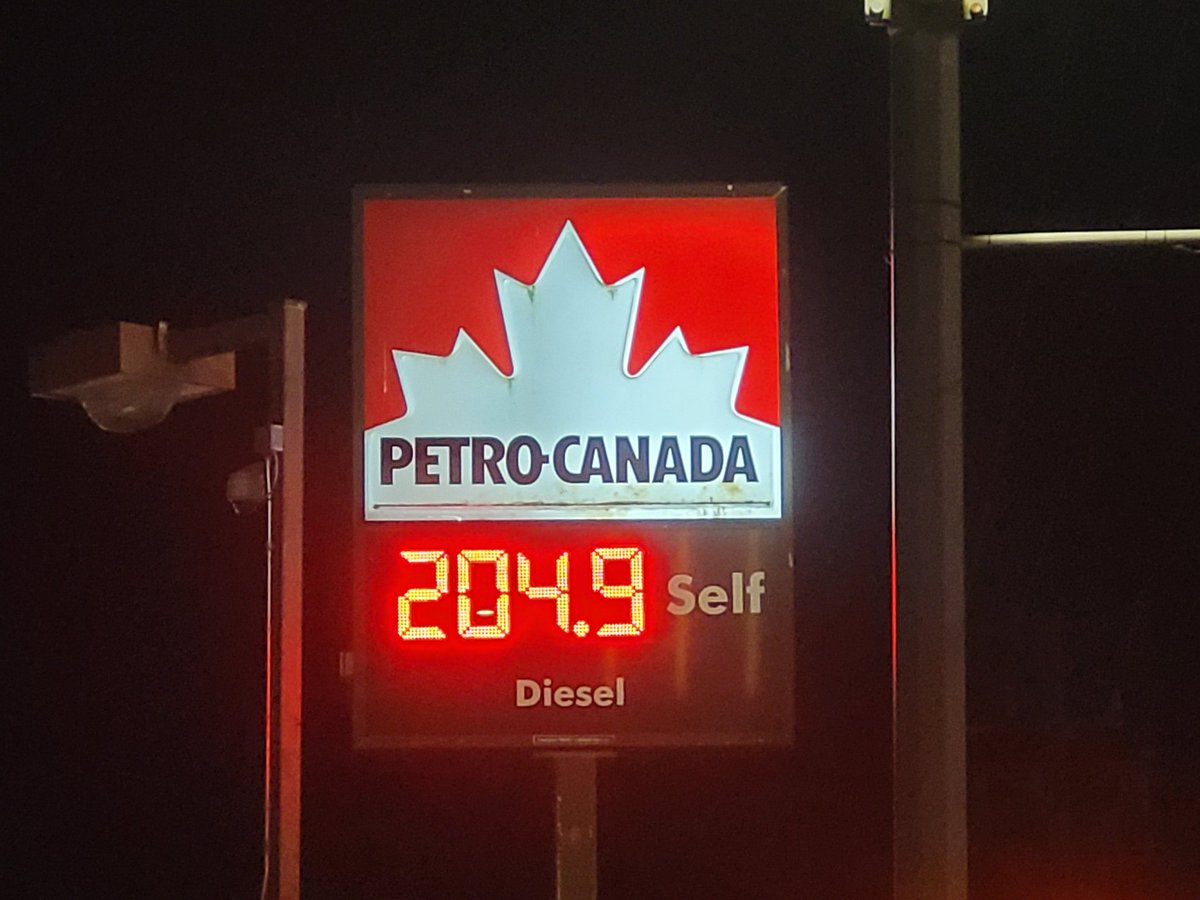 PETRO-CANADA
204.9 Self
Diesel